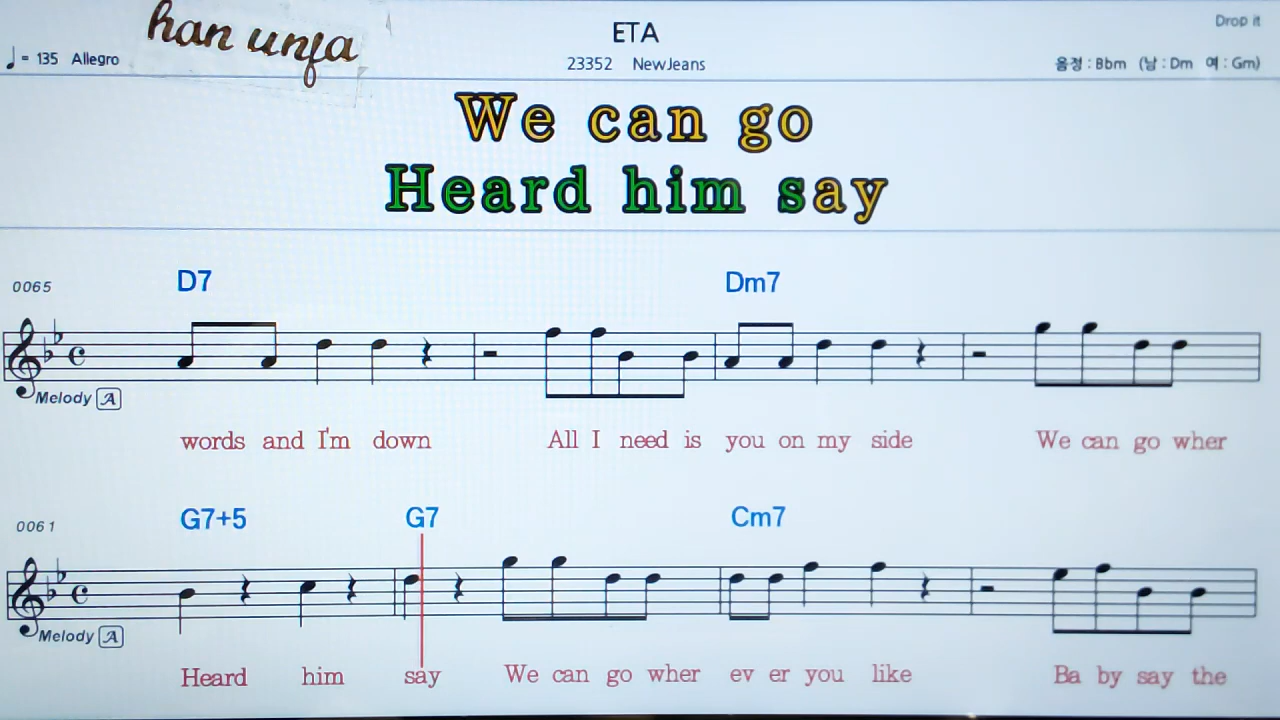 han unja
ETA
Drop it
♩ = 135 Allegro
23352 NewJeans
음정 : Bbm (남 : Dm 여 : Gm)
We can go
Heard him say
0065
D7 Dm7
Melody A
words and I'm down All I need is you on my side We can go wher
0061
G7+5 G7 Cm7
Melody A
Heard him say We can go wher ev er you like Ba by say the